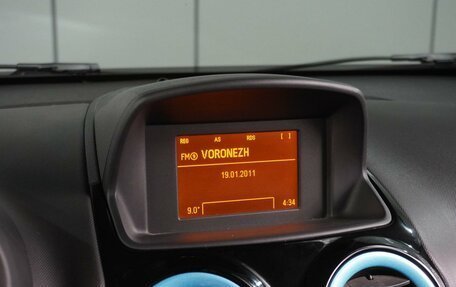 REG AS RDS [ ]
FM VORONEZH
19.01.2011
9.0° 4:34